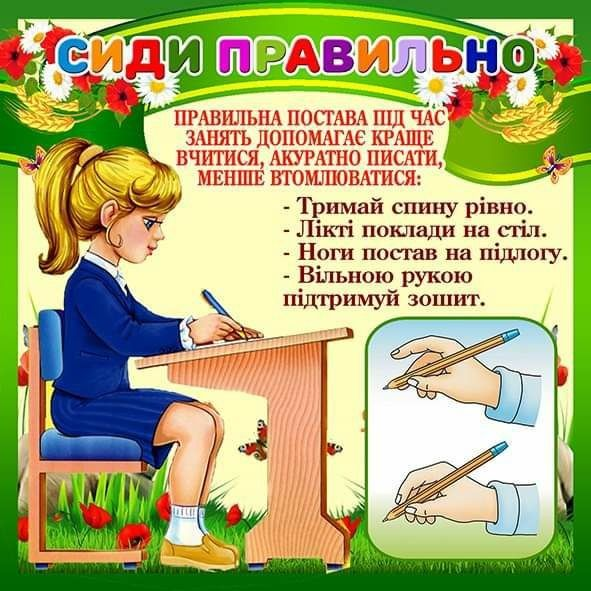 СИДИ ПРАВИЛЬНО
ПРАВИЛЬНА ПОСТАВА ПІД ЧАС
ЗАНЯТЬ ДОПОМАГАЄ КРАЩЕ
ВЧИТИСЯ, АКУРАТНО ПИСАТИ,
МЕНШЕ ВТОМЛЮВАТИСЯ:
- Тримай спину рівно.
- Лікті поклади на стіл.
- Ноги постав на підлогу.
- Вільною рукою
підтримуй зошит.